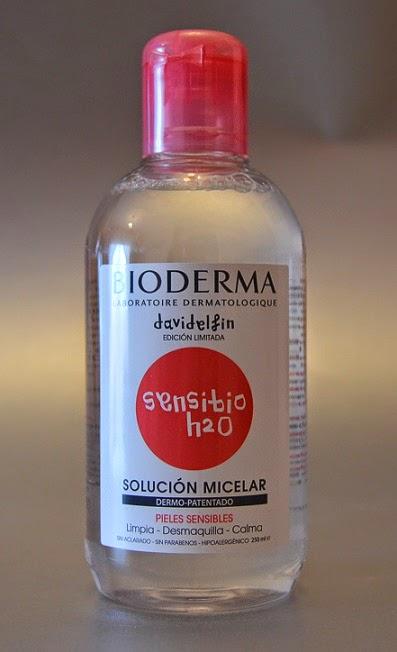 BIODERMA
LABORATOIRE DERMATOLOGIQUE
davidelfin
EDICIÓN LIMITADA
sensibio
h2O
SOLUCIÓN MICELAR
DERMO-PATENTADO
PIELES SENSIBLES
Limpia - Desmaquilla - Calma
SIN ACLARADO - SIN PARABENOS - HIPOALERGÉNICO 250 ml e